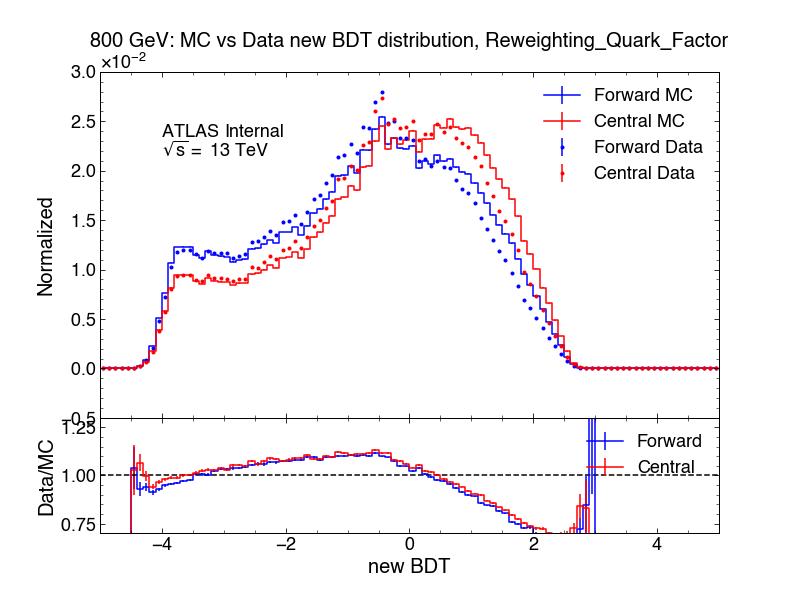 800 GeV: MC vs Data new BDT distribution, Reweighting_Quark_Factor
×10⁻²
3.0
2.5
2.0
1.5
1.0
0.5
0.0
-0.5
Normalized
ATLAS Internal
√s = 13 TeV
Forward MC
Central MC
Forward Data
Central Data
1.25
1.00
0.75
Data/MC
Forward
Central
−4 −2 0 2 4
new BDT